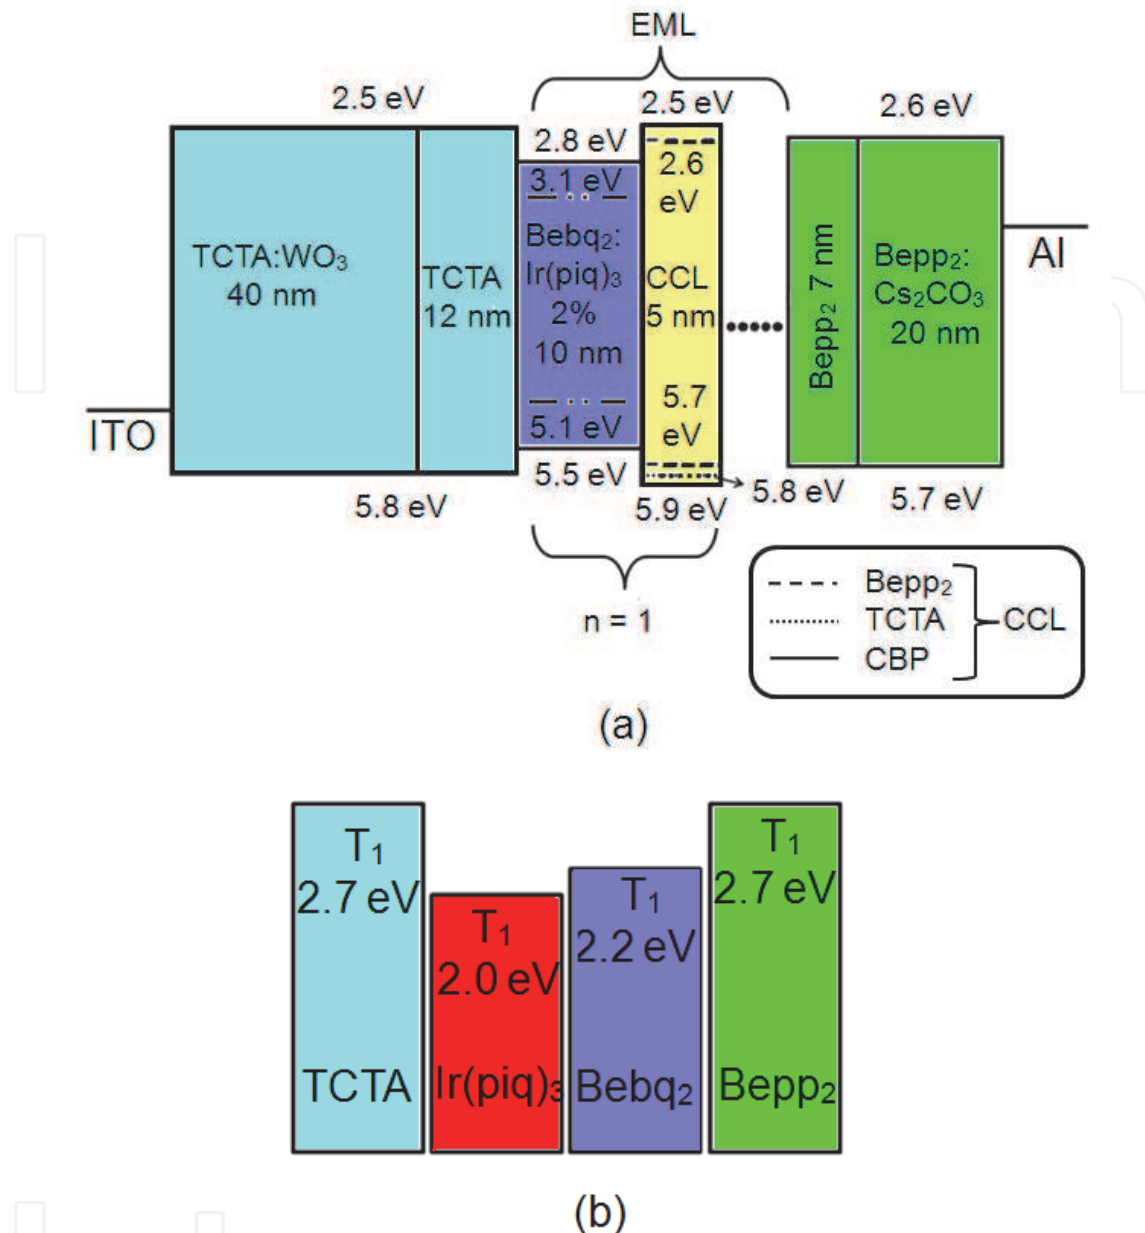 EML
2.5 eV
2.5 eV
2.6 eV
2.8 eV
3.1 eV
2.6
eV
TCTA:WO₃
40 nm
TCTA
12 nm
Bebq₂:
Ir(piq)₃
2%
10 nm
CCL
5 nm
Bepp₂ 7 nm
Bepp₂:
Cs₂CO₃
20 nm
Al
ITO
5.1 eV
5.7
eV
5.5 eV
5.8 eV
5.9 eV
5.8 eV
5.7 eV
n = 1
Bepp₂
TCTA
CBP
CCL
(a)
T₁
2.7 eV
TCTA
T₁
2.0 eV
Ir(piq)₃
T₁
2.2 eV
Bebq₂
T₁
2.7 eV
Bepp₂
(b)